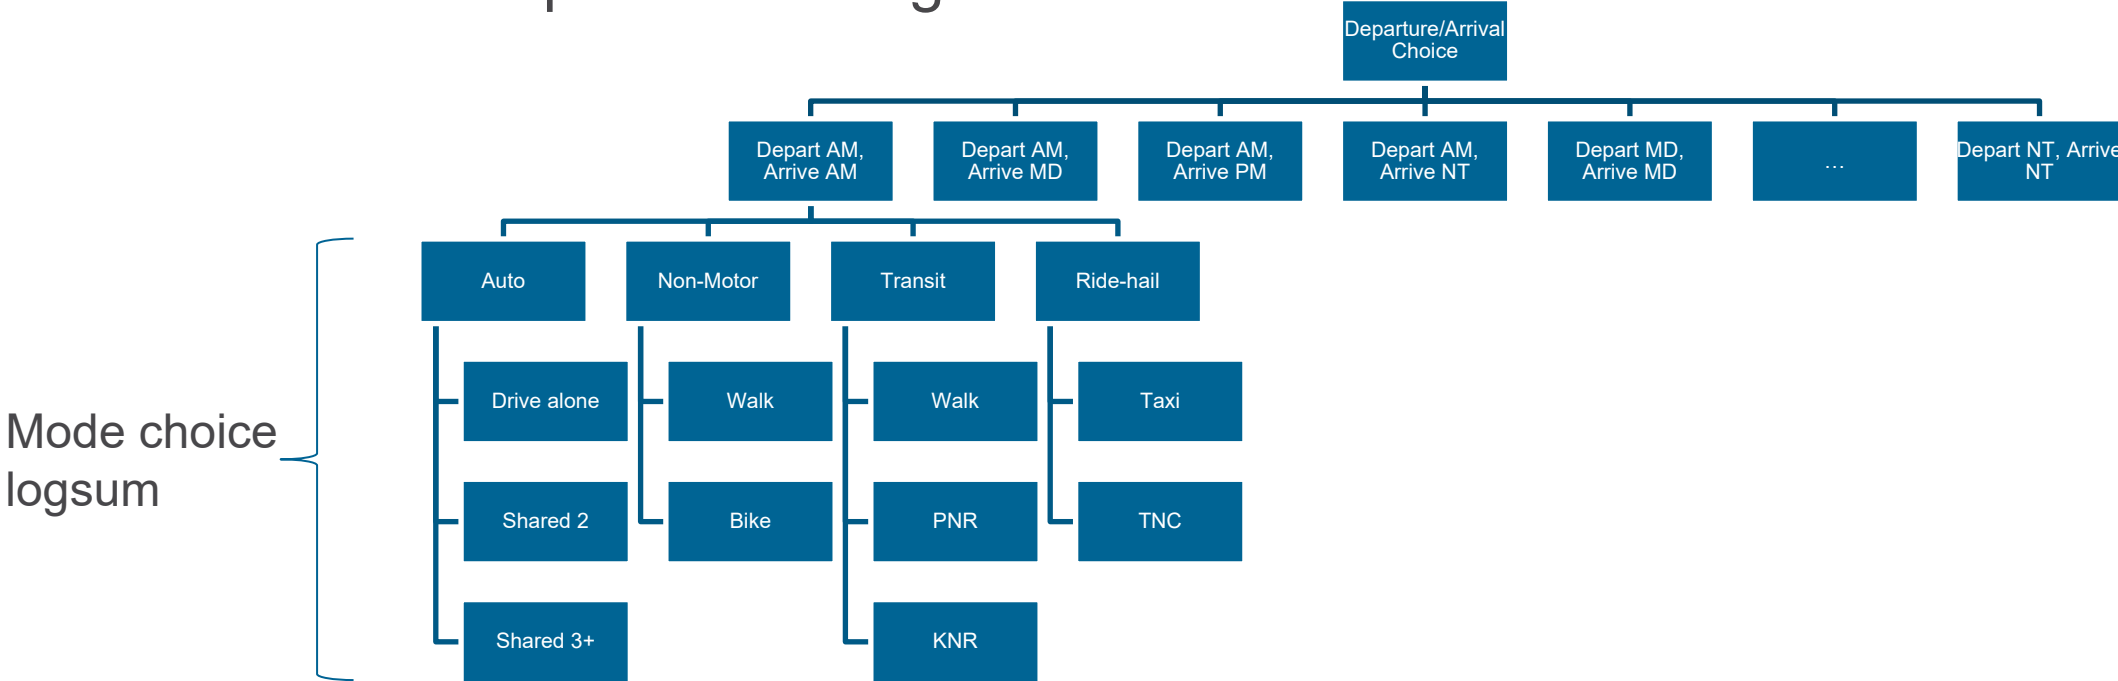 Departure/Arrival
Choice
Depart AM,
Arrive AM
Depart AM,
Arrive MD
Depart AM,
Arrive PM
Depart AM,
Arrive NT
Depart MD,
Arrive MD
…
Depart NT, Arrive
NT
Auto
Non-Motor
Transit
Ride-hail
Drive alone
Walk
Walk
Taxi
Mode choice
logsum
Shared 2
Bike
PNR
TNC
Shared 3+
KNR